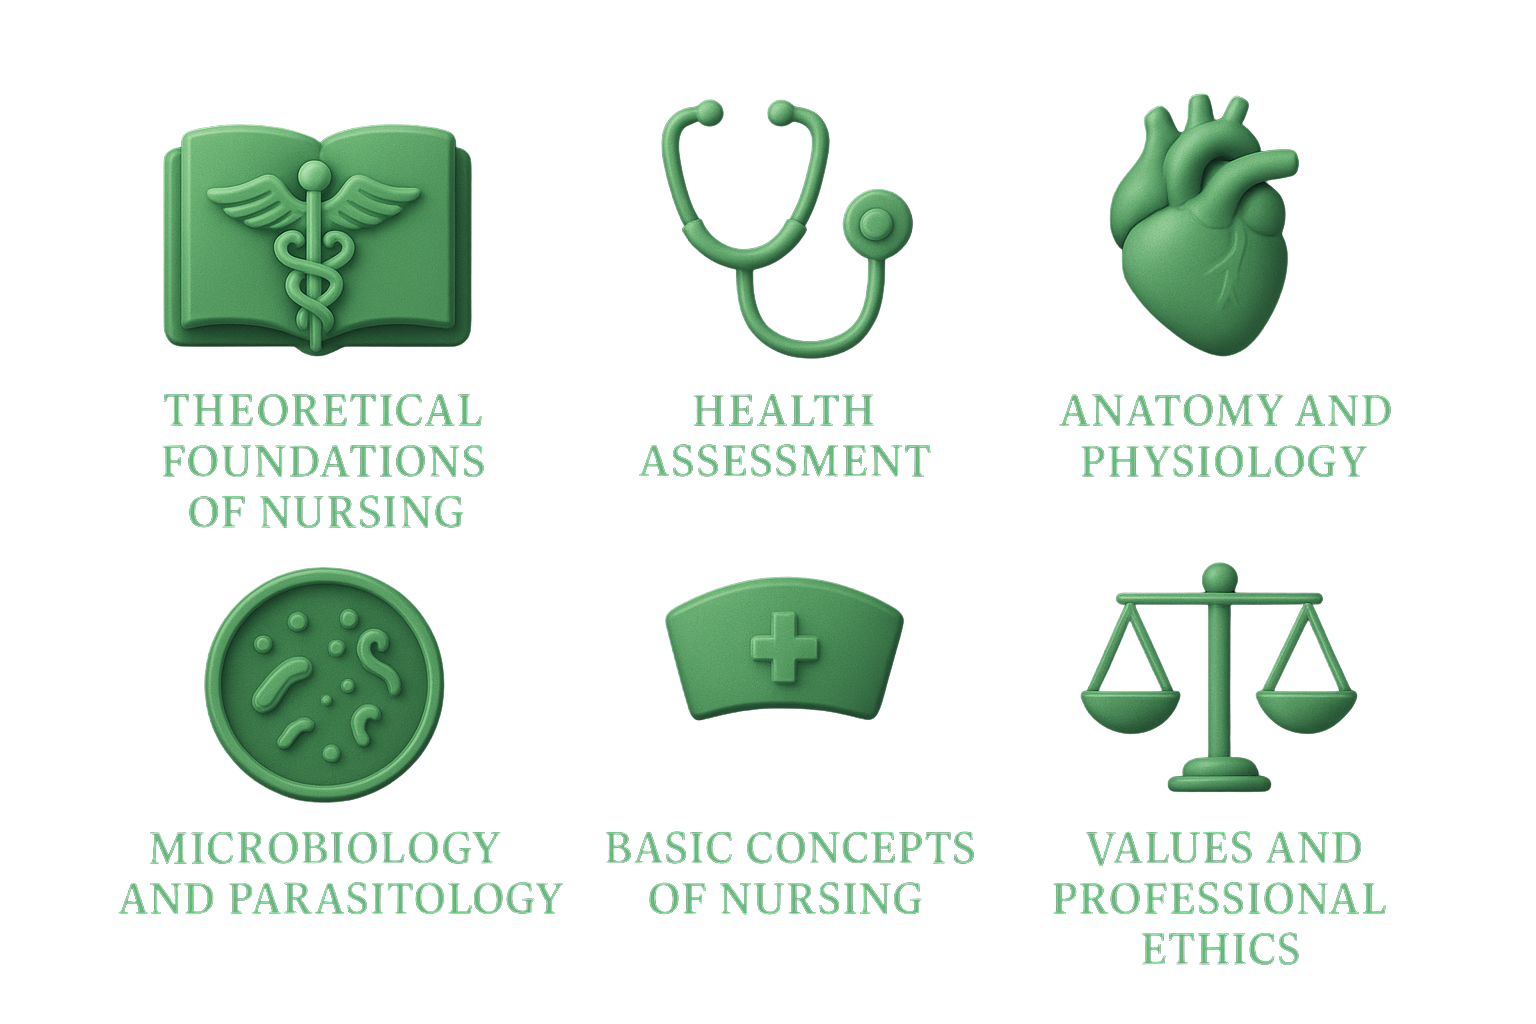 THEORETICAL
FOUNDATIONS
OF NURSING
HEALTH
ASSESSMENT
ANATOMY AND
PHYSIOLOGY
MICROBIOLOGY
AND PARASITOLOGY
BASIC CONCEPTS
OF NURSING
VALUES AND
PROFESSIONAL
ETHICS